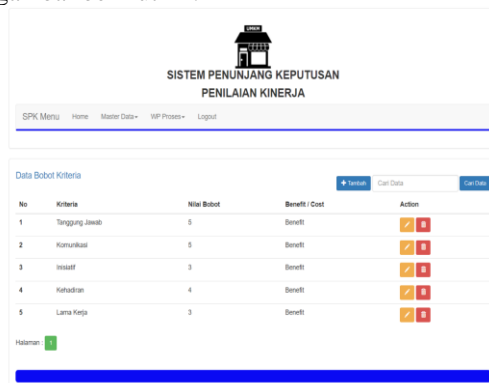 UMKM
SISTEM PENUNJANG KEPUTUSAN
PENILAIAN KINERJA
SPK Menu Home Master Data WP Proses Logout
Data Bobot Kriteria
+ Tambah Cari Data Cari Data
No Kriteria Nilai Bobot Benefit / Cost Action
1 Tanggung Jawab 5 Benefit
2 Komunikasi 5 Benefit
3 Inisiatif 3 Benefit
4 Kehadiran 4 Benefit
5 Lama Kerja 3 Benefit
Halaman : 1